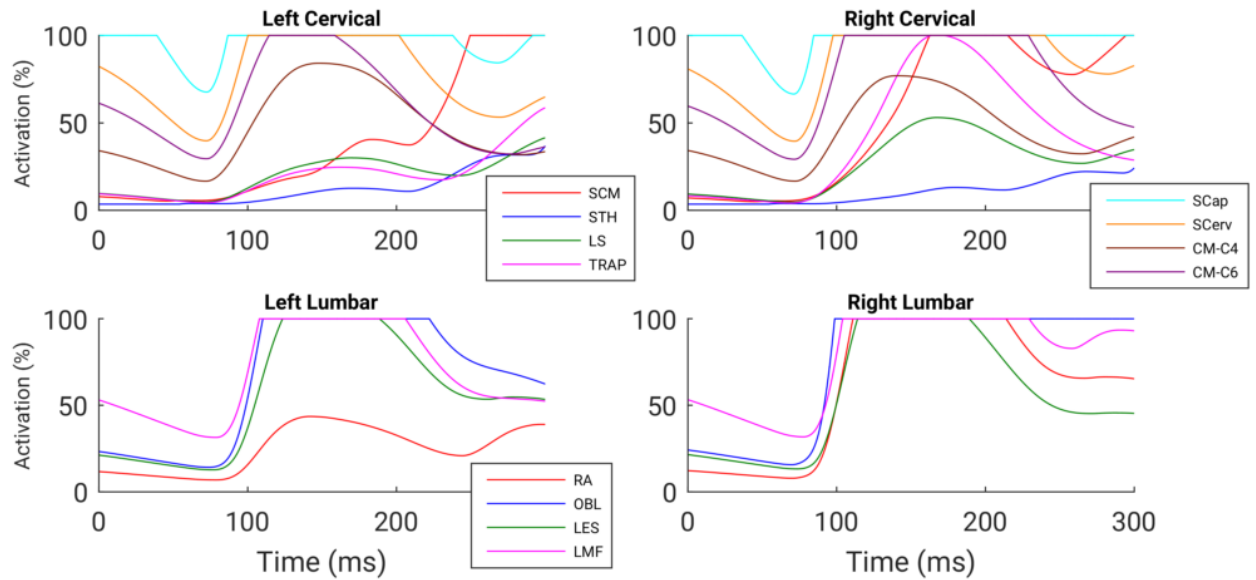 Left Cervical
Right Cervical
Activation (%)
100
50
0
0
100
200
SCM
STH
LS
TRAP
100
50
0
0
100
200
SCap
SCerv
CM-C4
CM-C6
Left Lumbar
Right Lumbar
Activation (%)
100
50
0
0
100
200
Time (ms)
RA
OBL
LES
LMF
100
50
0
0
100
200
300
Time (ms)